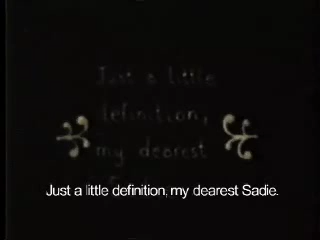 Just a little
definition,
my dearest
Just a little definition, my dearest Sadie.